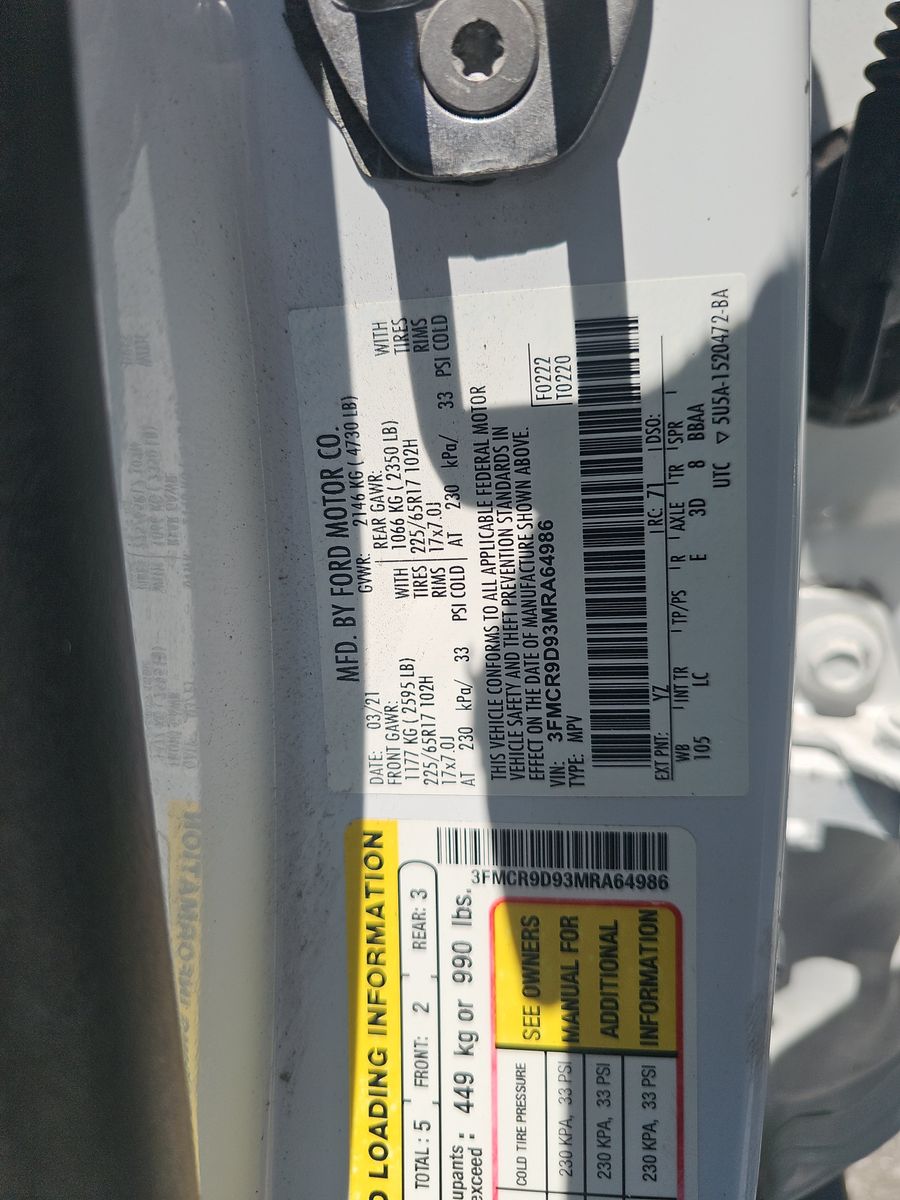 MFD. BY FORD MOTOR CO.
DATE: 03/21 GVWR: 2146 KG ( 4730 LB)
FRONT GAWR: REAR GAWR:
1177 KG ( 2595 LB) WITH 1066 KG ( 2350 LB) WITH
225/65R17 102H TIRES 225/65R17 102H TIRES
17x7.0J RIMS 17x7.0J RIMS
AT 230 kPa/ 33 PSI COLD AT 230 kPa/ 33 PSI COLD
THIS VEHICLE CONFORMS TO ALL APPLICABLE FEDERAL MOTOR
VEHICLE SAFETY AND THEFT PREVENTION STANDARDS IN
EFFECT ON THE DATE OF MANUFACTURE SHOWN ABOVE.
VIN: 3FMCR9D93MRA64986
TYPE: MPV
F0222
T0220
EXT PNT: YZ RC: 71 DSO:
WB INT TR TP/PS R AXLE TR SPR
105 LC E 3D 8 BBAA
UTC ▽ 5U5A-1520472-BA
LOADING INFORMATION
TOTAL : 5 FRONT: 2 REAR: 3
upants : 449 kg or 990 lbs.
exceed :
3FMCR9D93MRA64986
COLD TIRE PRESSURE
230 KPA, 33 PSI
230 KPA, 33 PSI
230 KPA, 33 PSI
SEE OWNERS
MANUAL FOR
ADDITIONAL
INFORMATION